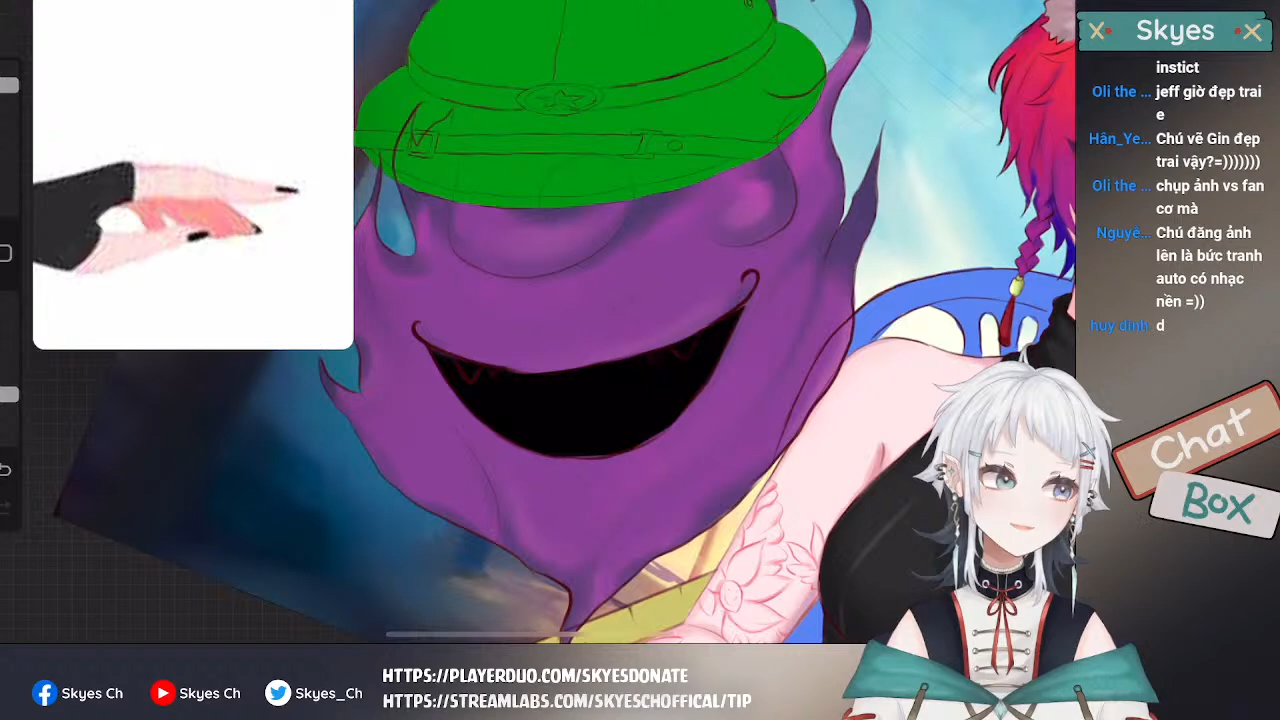 Skyes
instict
Oli the ... jeff giờ đẹp trai
e
Hân_Ye... Chú vẽ Gin đẹp
trai vậy?=)))))))
Oli the ... chụp ảnh vs fan
cơ mà
Nguyê... Chú đăng ảnh
lên là bức tranh
auto có nhạc
nền =))
huy dinh d
Chat
Box
Skyes Ch
Skyes Ch
Skyes_Ch
HTTPS://PLAYERDUO.COM/SKYESDONATE
HTTPS://STREAMLABS.COM/SKYESCHOFFICAL/TIP